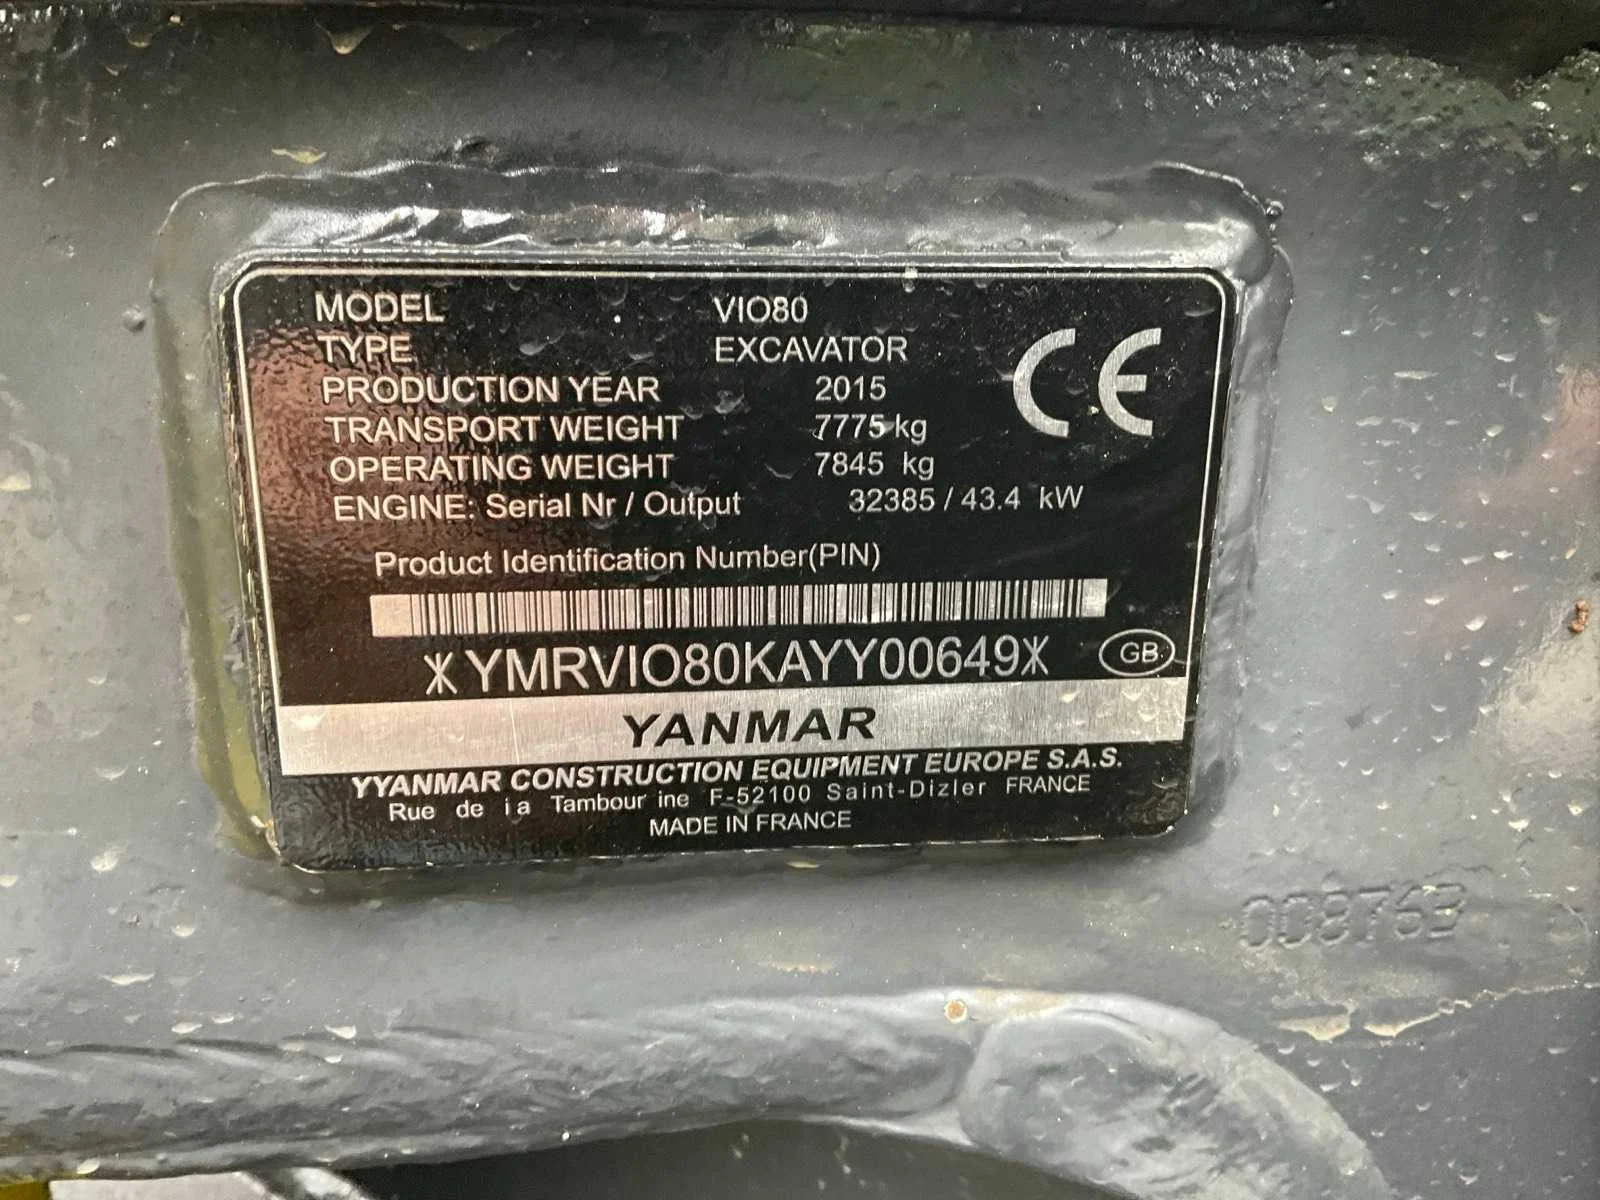 MODEL VIO80
TYPE EXCAVATOR
PRODUCTION YEAR 2015
TRANSPORT WEIGHT 7775 kg
OPERATING WEIGHT 7845 kg
ENGINE: Serial Nr / Output 32385 / 43.4 kW
CE
Product Identification Number(PIN)
*YMRVIO80KAYY00649*
GB
YANMAR
YYANMAR CONSTRUCTION EQUIPMENT EUROPE S.A.S.
Rue de ia Tambour ine F-52100 Saint-Dizler FRANCE
MADE IN FRANCE
008763